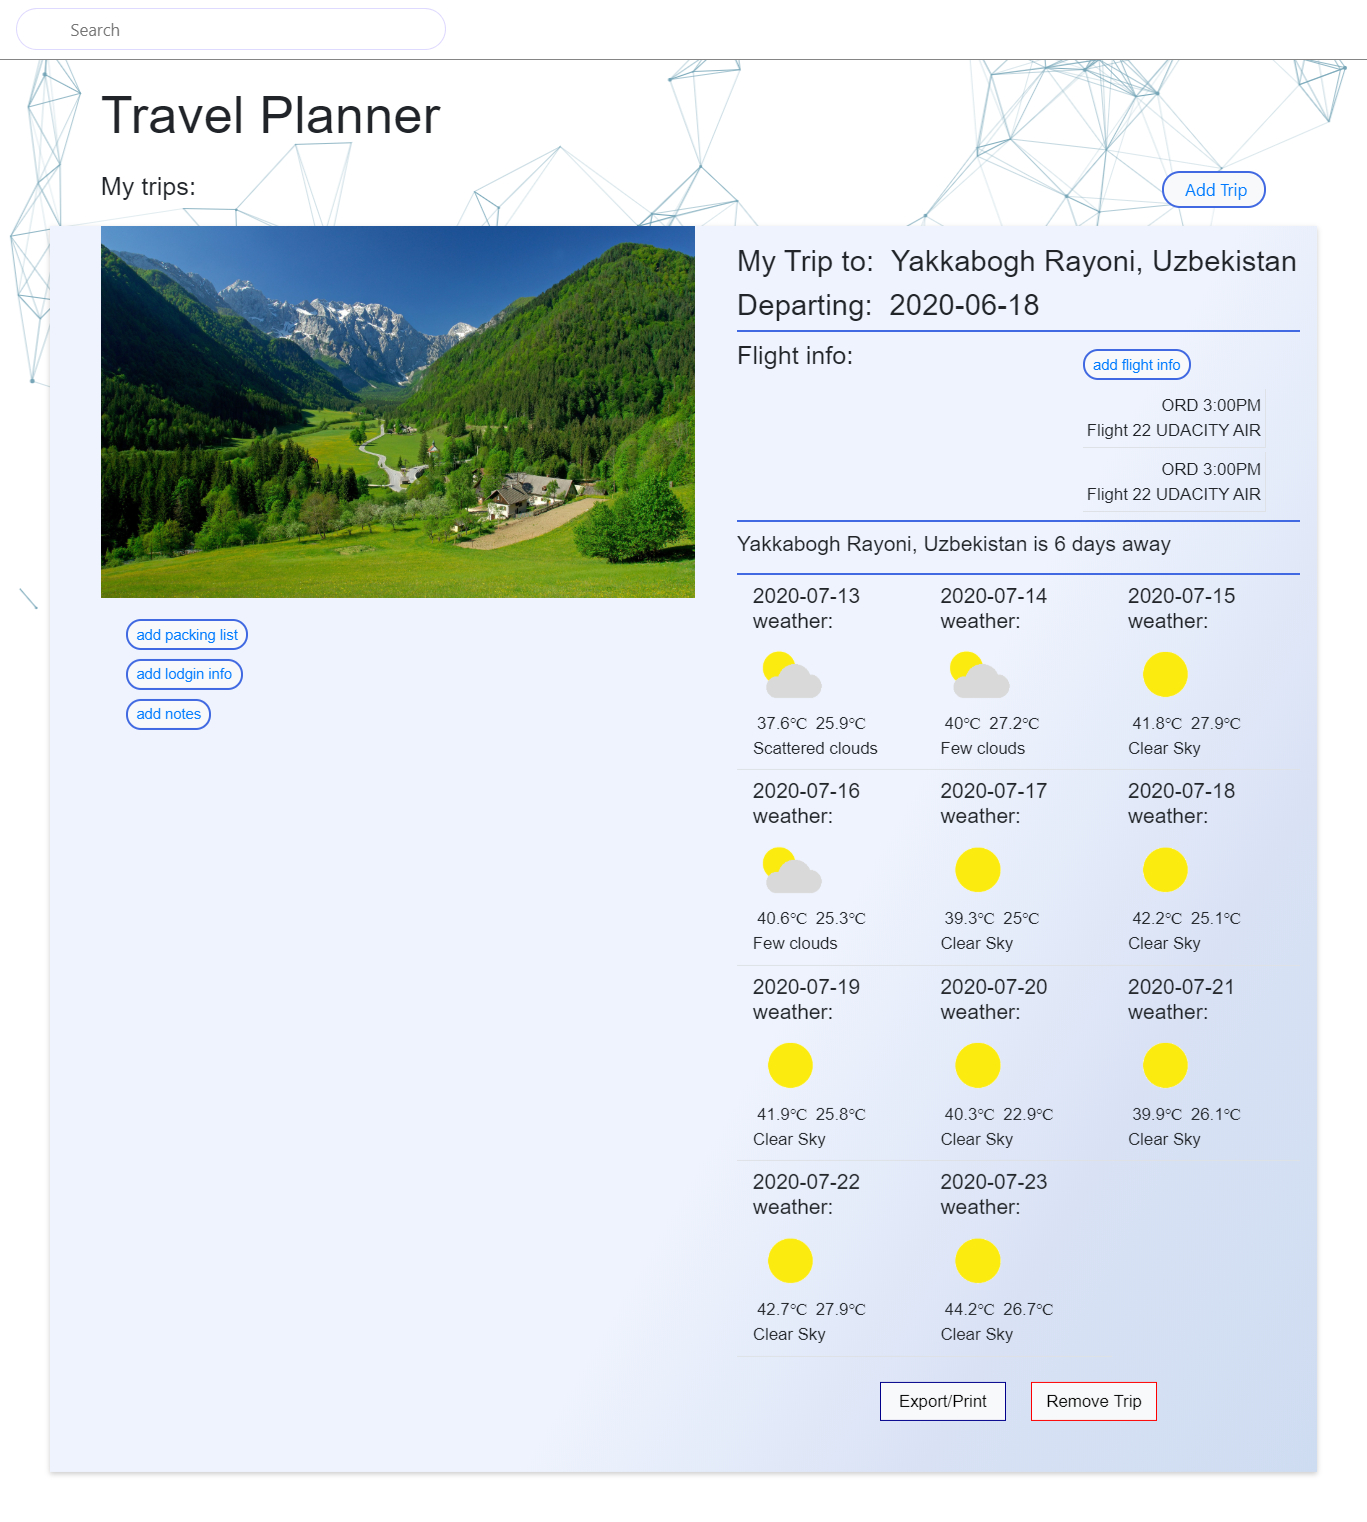 Search
Travel Planner
My trips:
Add Trip
My Trip to: Yakkabogh Rayoni, Uzbekistan
Departing: 2020-06-18
Flight info:
add flight info
ORD 3:00PM
Flight 22 UDACITY AIR
ORD 3:00PM
Flight 22 UDACITY AIR
Yakkabogh Rayoni, Uzbekistan is 6 days away
add packing list
add lodgin info
add notes
2020-07-13
weather:
37.6℃ 25.9℃
Scattered clouds
2020-07-14
weather:
40℃ 27.2℃
Few clouds
2020-07-15
weather:
41.8℃ 27.9℃
Clear Sky
2020-07-16
weather:
40.6℃ 25.3℃
Few clouds
2020-07-17
weather:
39.3℃ 25℃
Clear Sky
2020-07-18
weather:
42.2℃ 25.1℃
Clear Sky
2020-07-19
weather:
41.9℃ 25.8℃
Clear Sky
2020-07-20
weather:
40.3℃ 22.9℃
Clear Sky
2020-07-21
weather:
39.9℃ 26.1℃
Clear Sky
2020-07-22
weather:
42.7℃ 27.9℃
Clear Sky
2020-07-23
weather:
44.2℃ 26.7℃
Clear Sky
Export/Print
Remove Trip